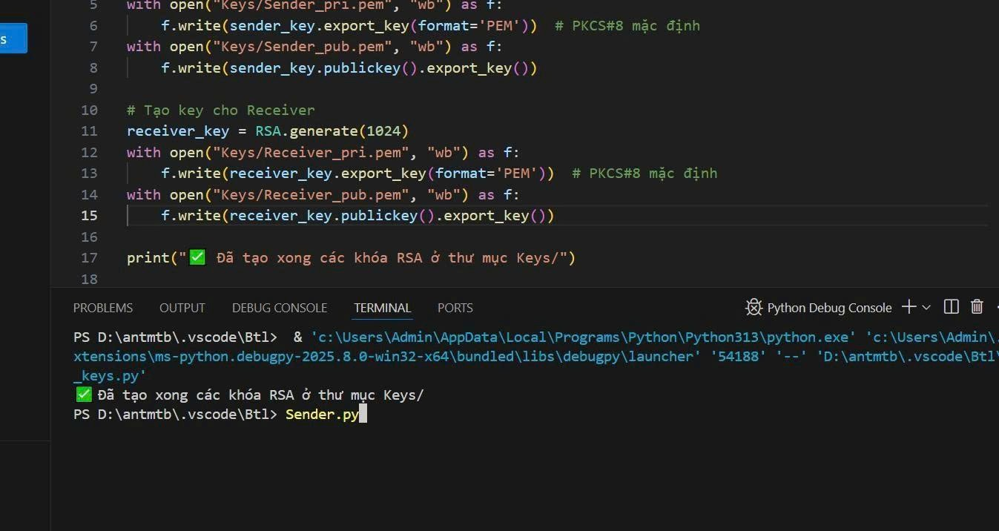 5 with open("Keys/Sender_pri.pem", "wb") as f:
6 f.write(sender_key.export_key(format='PEM')) # PKCS#8 mặc định
s
7 with open("Keys/Sender_pub.pem", "wb") as f:
8 f.write(sender_key.publickey().export_key())
9
10 # Tạo key cho Receiver
11 receiver_key = RSA.generate(1024)
12 with open("Keys/Receiver_pri.pem", "wb") as f:
13 f.write(receiver_key.export_key(format='PEM')) # PKCS#8 mặc định
14 with open("Keys/Receiver_pub.pem", "wb") as f:
15 f.write(receiver_key.publickey().export_key())
16
17 print("✅ Đã tạo xong các khóa RSA ở thư mục Keys/")
18
PROBLEMS OUTPUT DEBUG CONSOLE TERMINAL PORTS Python Debug Console
PS D:\antmtb\.vscode\Btl> & 'c:\Users\Admin\AppData\Local\Programs\Python\Python313\python.exe' 'c:\Users\Admin\.
xtensions\ms-python.debugpy-2025.8.0-win32-x64\bundled\libs\debugpy\launcher' '54188' '--' 'D:\antmtb\.vscode\Btl\
_keys.py'
✅ Đã tạo xong các khóa RSA ở thư mục Keys/
PS D:\antmtb\.vscode\Btl> Sender.py